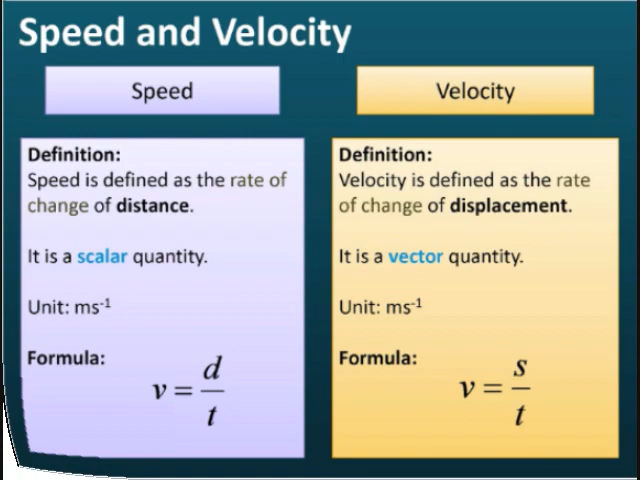 Speed and Velocity
Speed
Definition:
Speed is defined as the rate of
change of distance.
It is a scalar quantity.
Unit: ms⁻¹
Formula:
v = d/t
Velocity
Definition:
Velocity is defined as the rate
of change of displacement.
It is a vector quantity.
Unit: ms⁻¹
Formula:
v = s/t